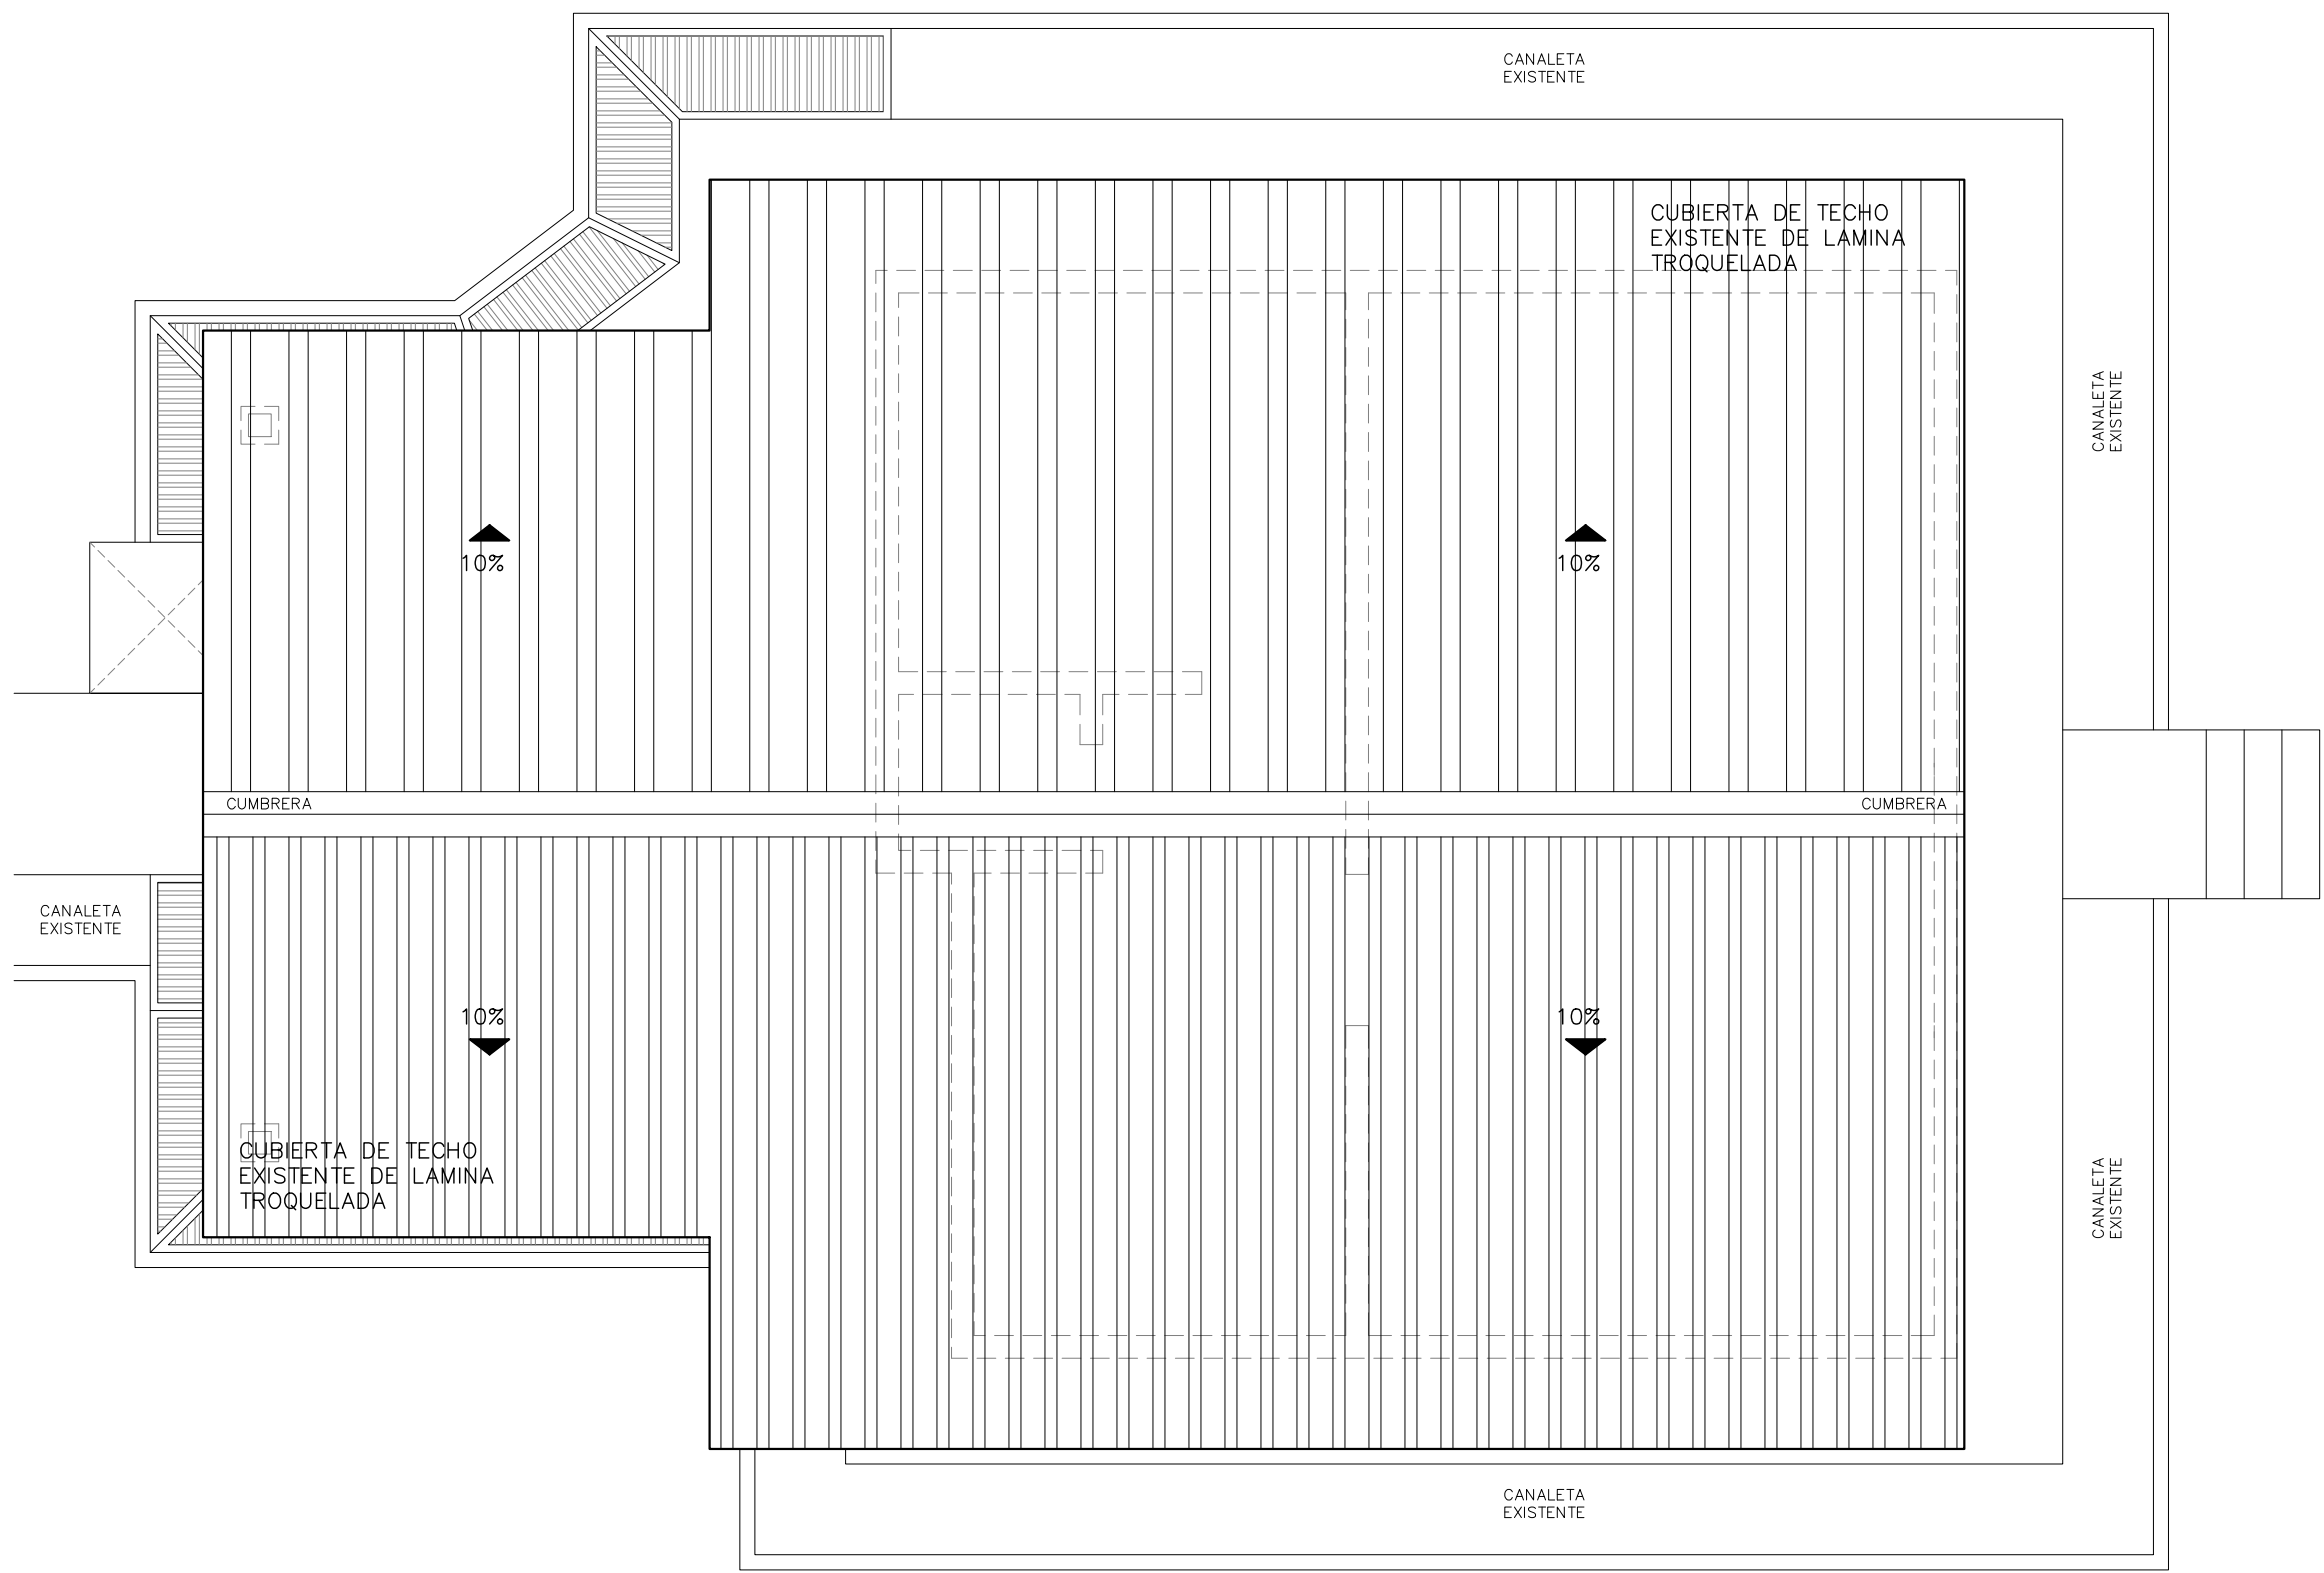 CANALETA
EXISTENTE
CUBIERTA DE TECHO
EXISTENTE DE LAMINA
TROQUELADA
CANALETA
EXISTENTE
10%
10%
CUMBRERA
CUMBRERA
CANALETA
EXISTENTE
10%
10%
CUBIERTA DE TECHO
EXISTENTE DE LAMINA
TROQUELADA
CANALETA
EXISTENTE
CANALETA
EXISTENTE